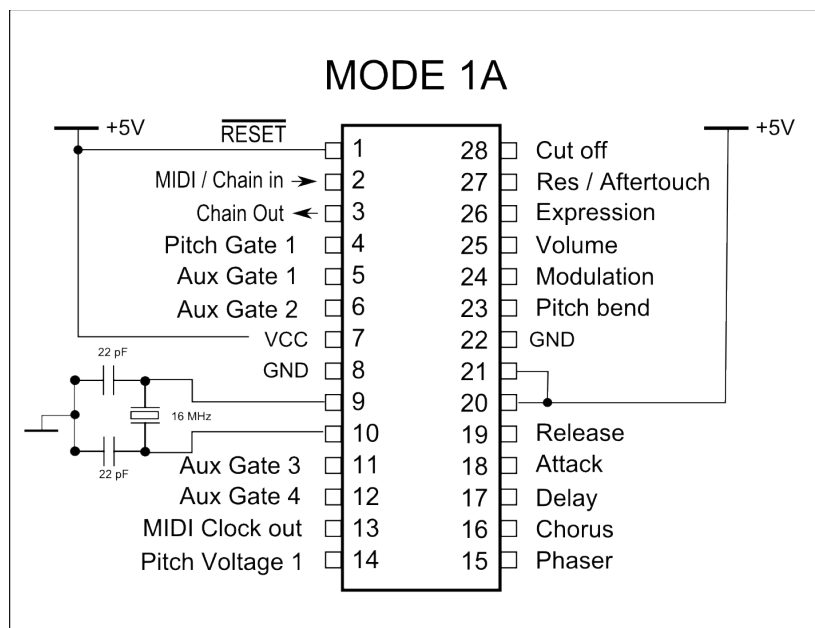 MODE 1A
+5V
RESET
+5V
1
28
Cut off
MIDI / Chain in
2
27
Res / Aftertouch
Chain Out
3
26
Expression
Pitch Gate 1
4
25
Volume
Aux Gate 1
5
24
Modulation
Aux Gate 2
6
23
Pitch bend
VCC
7
22
GND
22 pF
GND
8
21
9
20
16 MHz
10
19
Release
22 pF
Aux Gate 3
11
18
Attack
Aux Gate 4
12
17
Delay
MIDI Clock out
13
16
Chorus
Pitch Voltage 1
14
15
Phaser